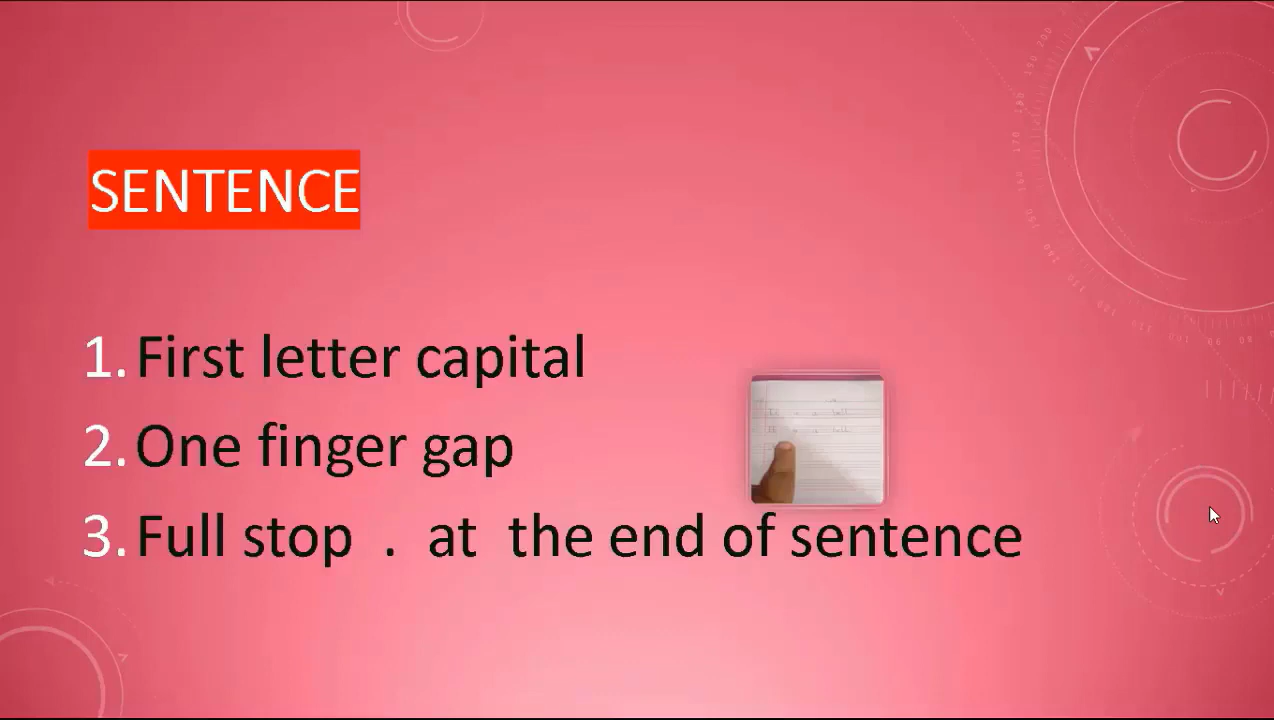 SENTENCE
1. First letter capital
2. One finger gap
3. Full stop . at the end of sentence